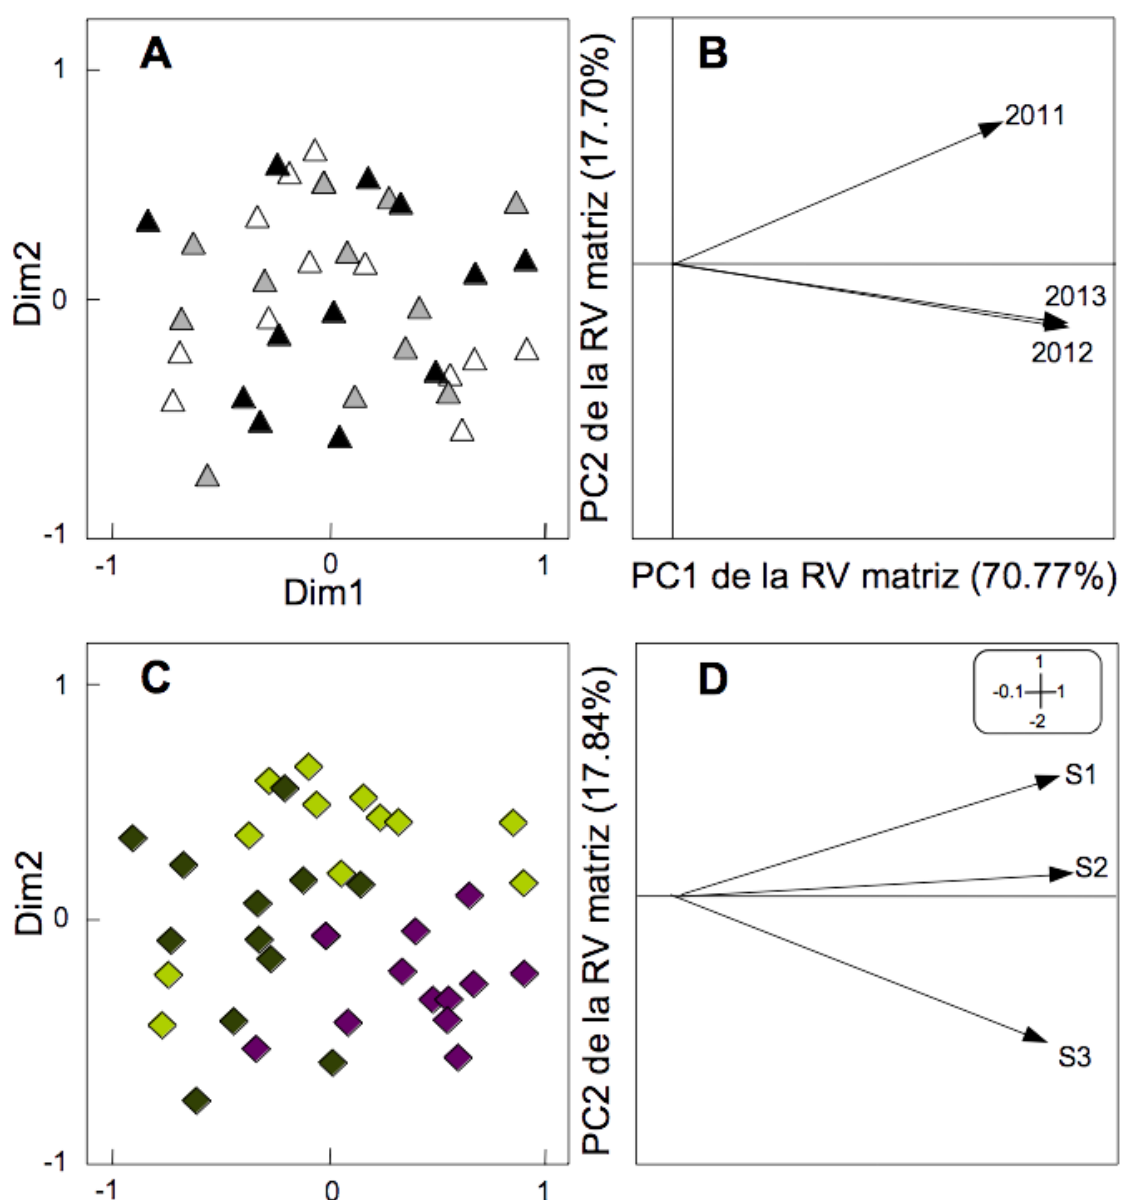 A
1
0
-1
Dim2
-1
0
1
Dim1
B
PC2 de la RV matriz (17.70%)
2011
2013
2012
PC1 de la RV matriz (70.77%)
C
1
0
-1
Dim2
-1
0
1
D
PC2 de la RV matriz (17.84%)
1
-0.1
1
-2
S1
S2
S3